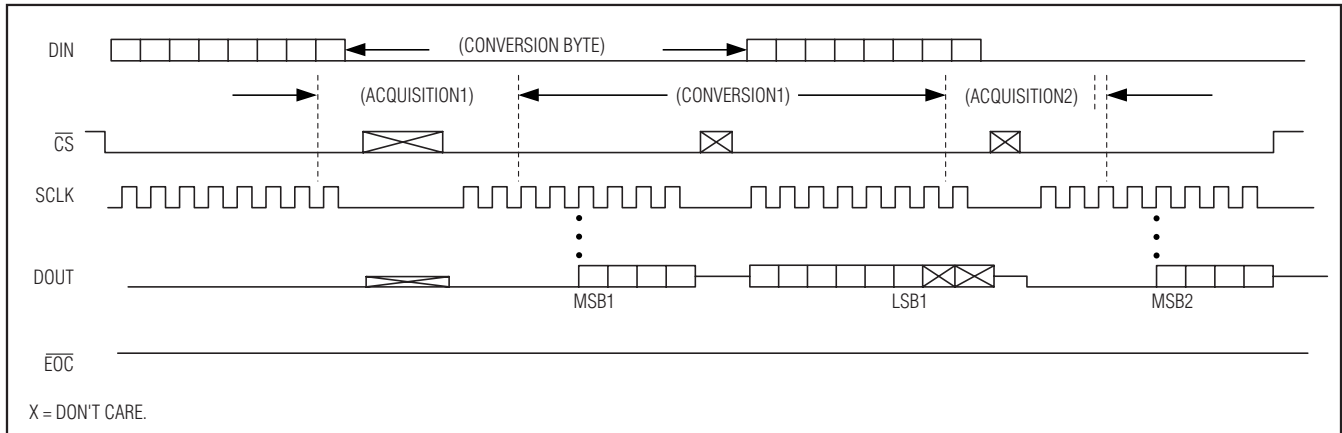 DIN
(CONVERSION BYTE)
(ACQUISITION1)
(CONVERSION1)
(ACQUISITION2)
CS
SCLK
DOUT
MSB1
LSB1
MSB2
EOC
X = DON'T CARE.